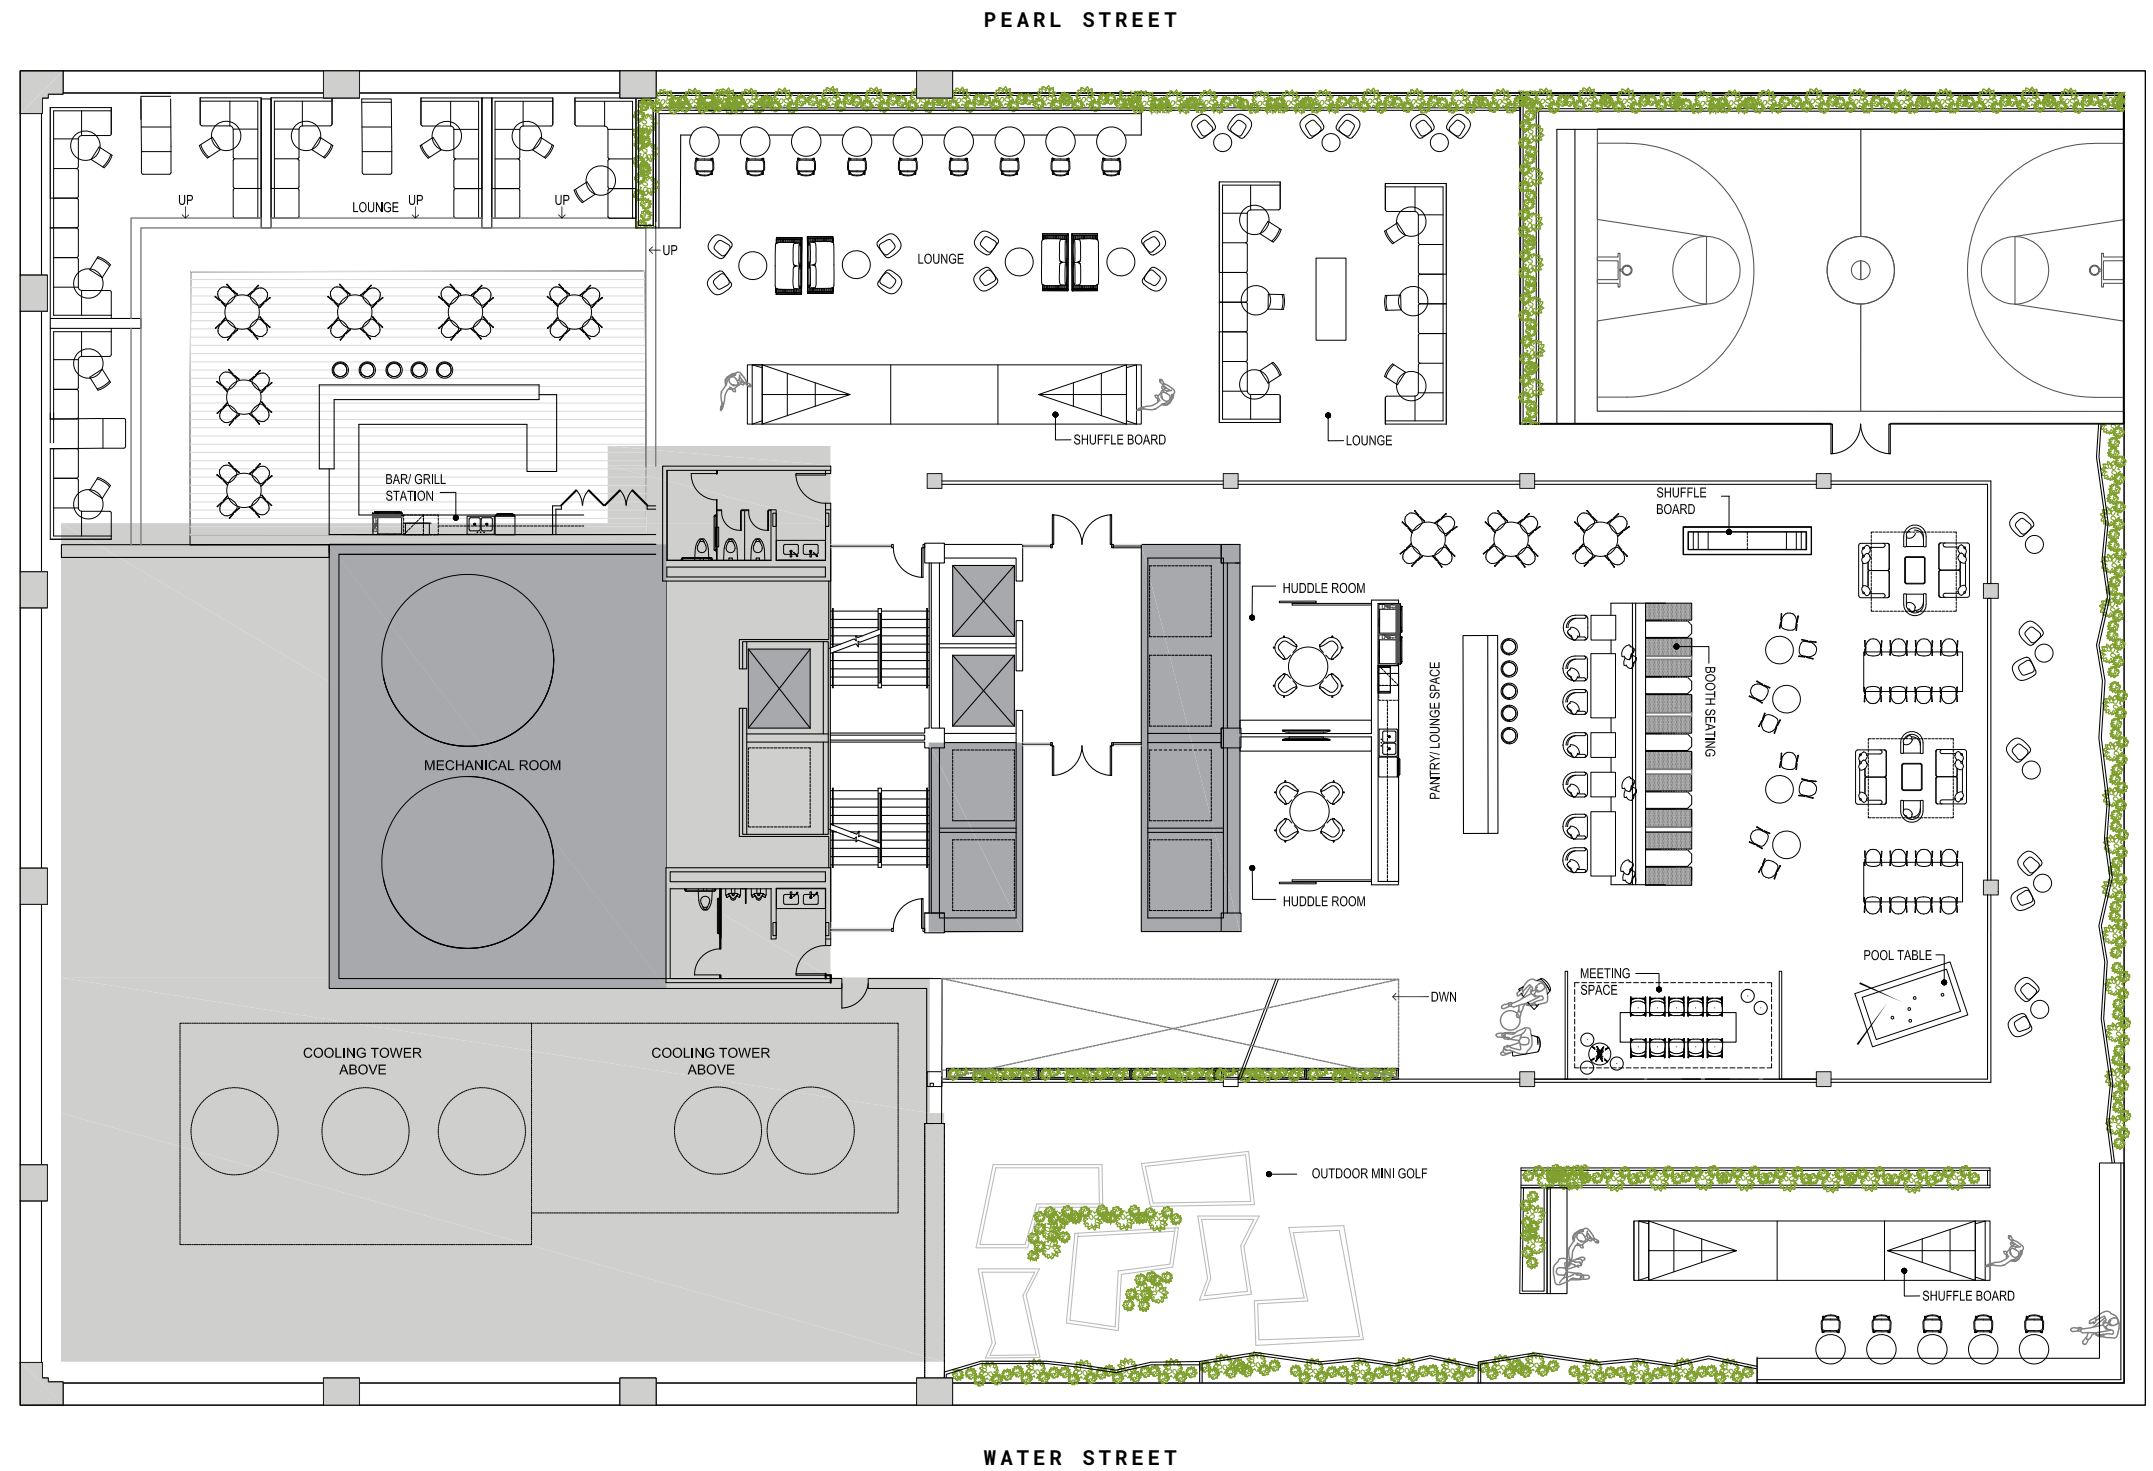 PEARL STREET
UP
LOUNGE
UP
UP
UP
LOUNGE
SHUFFLE BOARD
LOUNGE
BAR/ GRILL
STATION
SHUFFLE
BOARD
HUDDLE ROOM
PANTRY/ LOUNGE SPACE
BOOTH SEATING
MECHANICAL ROOM
HUDDLE ROOM
POOL TABLE
MEETING
SPACE
DWN
COOLING TOWER
ABOVE
COOLING TOWER
ABOVE
OUTDOOR MINI GOLF
SHUFFLE BOARD
WATER STREET